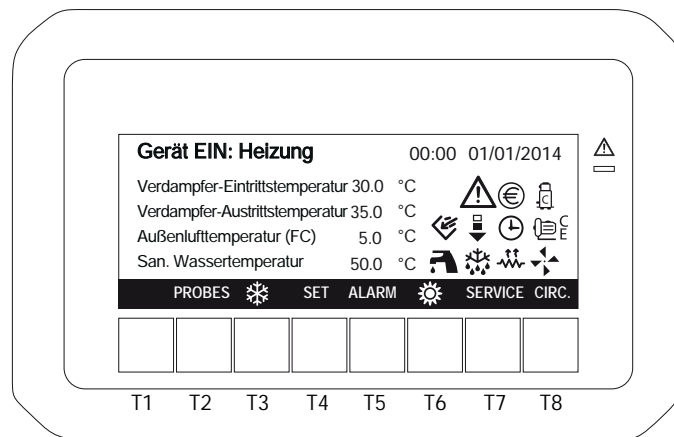 Gerät EIN: Heizung 00:00 01/01/2014
Verdampfer-Eintrittstemperatur 30.0 °C
Verdampfer-Austrittstemperatur 35.0 °C
Außenlufttemperatur (FC) 5.0 °C
San. Wassertemperatur 50.0 °C
€ C
C E
PROBES SET ALARM SERVICE CIRC.
T1 T2 T3 T4 T5 T6 T7 T8